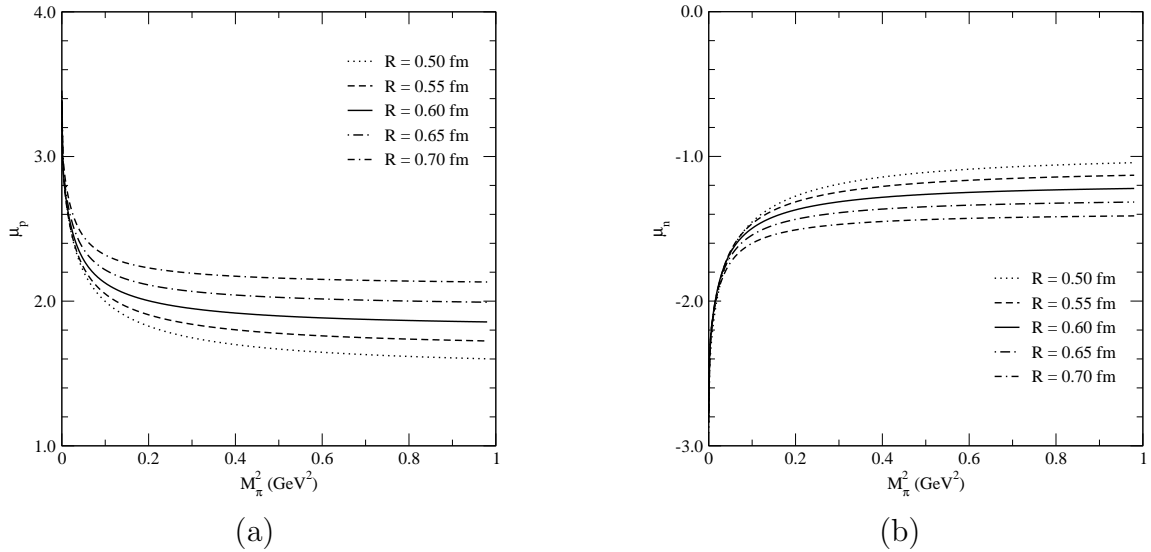 4.0
3.0
2.0
1.0
μp
R = 0.50 fm
R = 0.55 fm
R = 0.60 fm
R = 0.65 fm
R = 0.70 fm
0 0.2 0.4 0.6 0.8 1
Mπ² (GeV²)
(a)
0.0
-1.0
-2.0
-3.0
μn
R = 0.50 fm
R = 0.55 fm
R = 0.60 fm
R = 0.65 fm
R = 0.70 fm
0 0.2 0.4 0.6 0.8 1
Mπ² (GeV²)
(b)